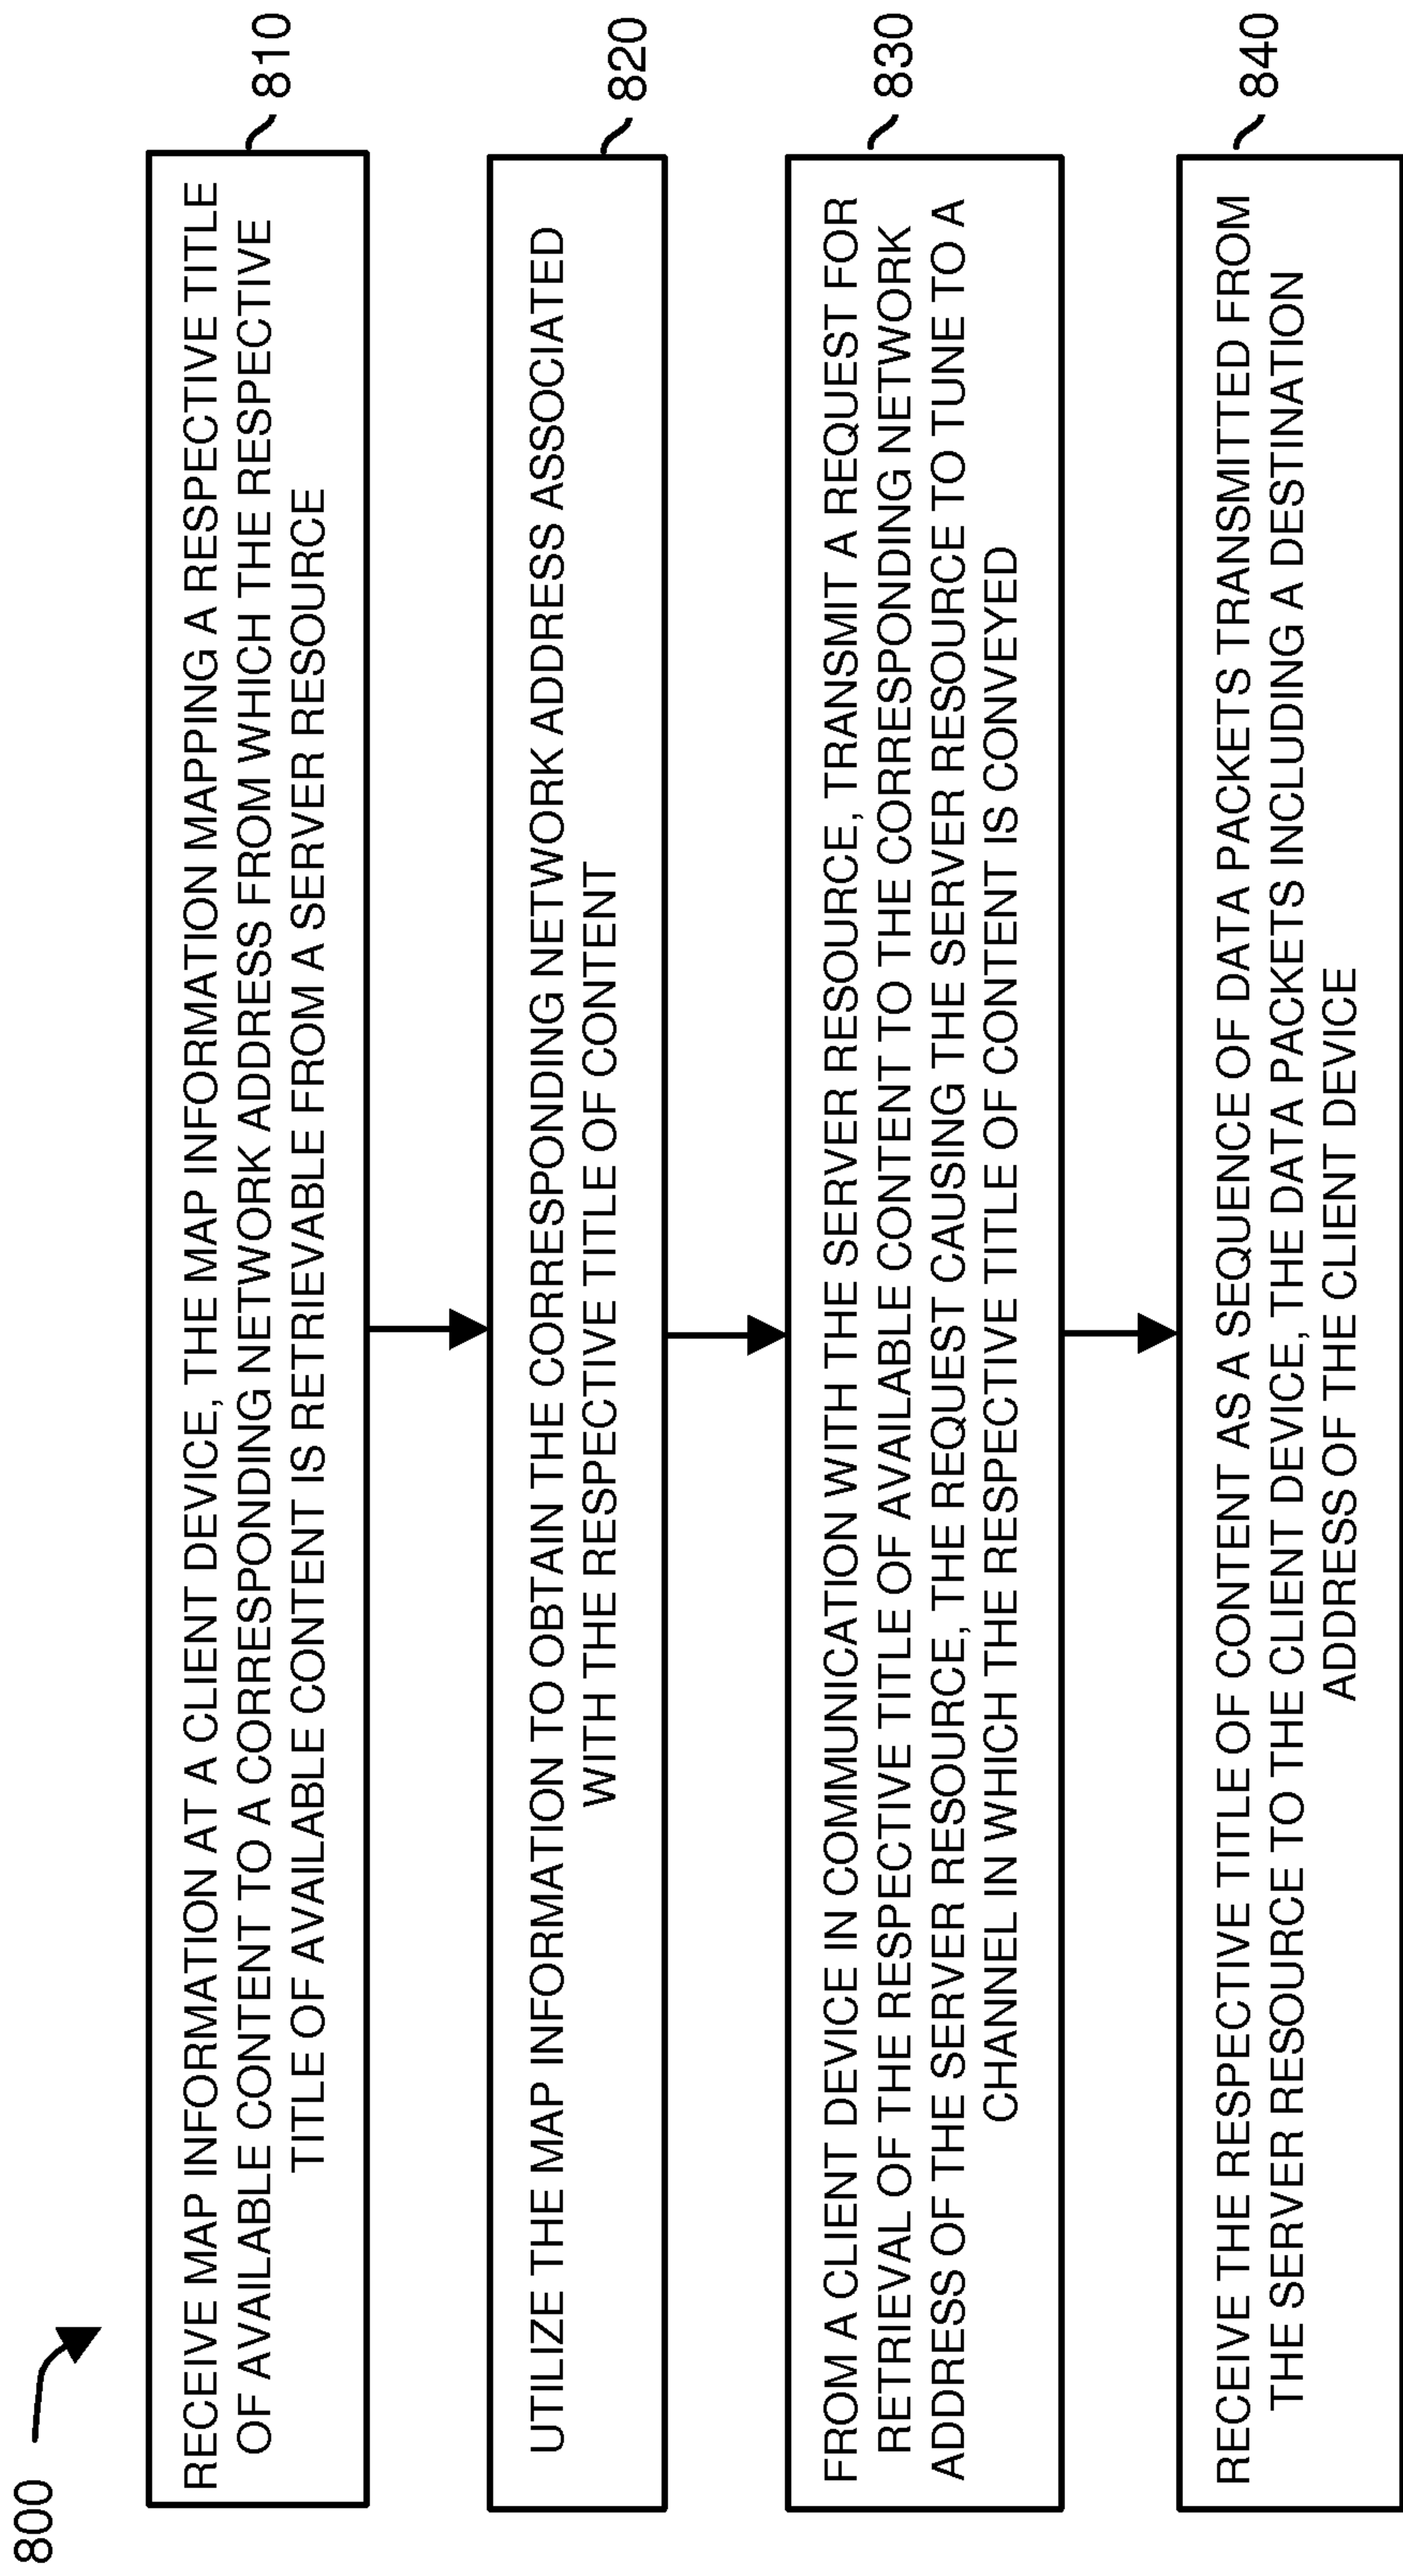 800
RECEIVE MAP INFORMATION AT A CLIENT DEVICE, THE MAP INFORMATION MAPPING A RESPECTIVE TITLE
OF AVAILABLE CONTENT TO A CORRESPONDING NETWORK ADDRESS FROM WHICH THE RESPECTIVE
TITLE OF AVAILABLE CONTENT IS RETRIEVABLE FROM A SERVER RESOURCE
810
UTILIZE THE MAP INFORMATION TO OBTAIN THE CORRESPONDING NETWORK ADDRESS ASSOCIATED
WITH THE RESPECTIVE TITLE OF CONTENT
820
FROM A CLIENT DEVICE IN COMMUNICATION WITH THE SERVER RESOURCE, TRANSMIT A REQUEST FOR
RETRIEVAL OF THE RESPECTIVE TITLE OF AVAILABLE CONTENT TO THE CORRESPONDING NETWORK
ADDRESS OF THE SERVER RESOURCE, THE REQUEST CAUSING THE SERVER RESOURCE TO TUNE TO A
CHANNEL IN WHICH THE RESPECTIVE TITLE OF CONTENT IS CONVEYED
830
RECEIVE THE RESPECTIVE TITLE OF CONTENT AS A SEQUENCE OF DATA PACKETS TRANSMITTED FROM
THE SERVER RESOURCE TO THE CLIENT DEVICE, THE DATA PACKETS INCLUDING A DESTINATION
ADDRESS OF THE CLIENT DEVICE
840